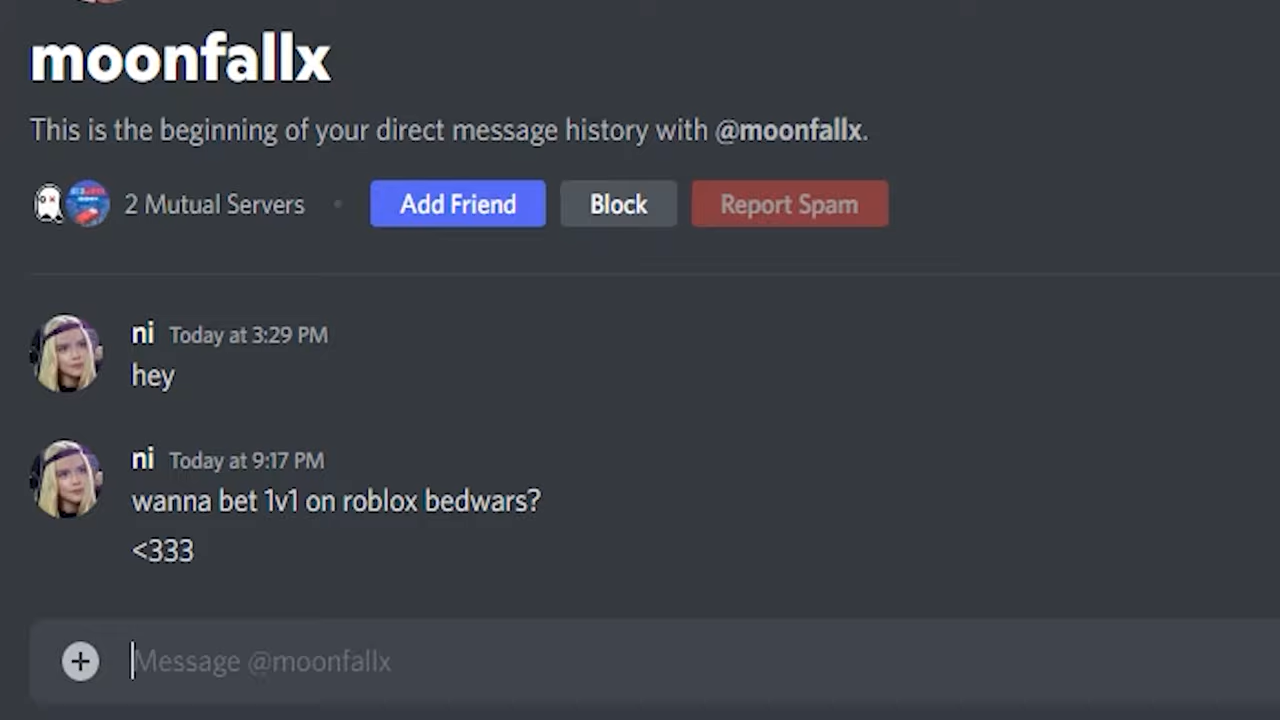 moonfallx
This is the beginning of your direct message history with @moonfallx.
2 Mutual Servers • Add Friend Block Report Spam
ni Today at 3:29 PM
hey
ni Today at 9:17 PM
wanna bet 1v1 on roblox bedwars?
<333
Message @moonfallx